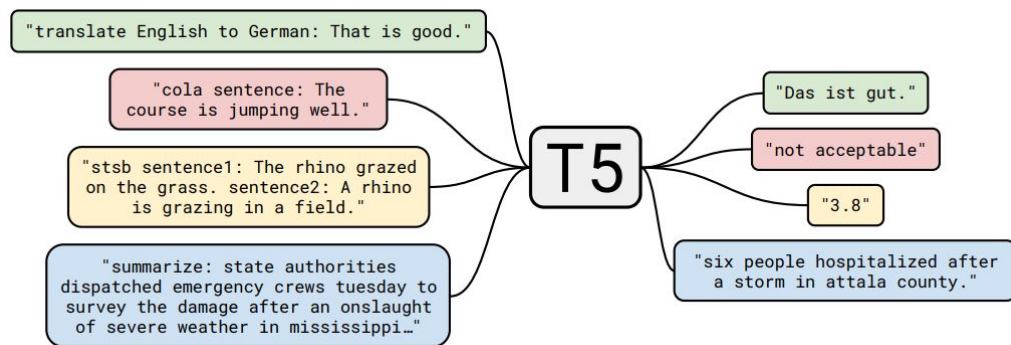 "translate English to German: That is good."
"cola sentence: The
course is jumping well."
"stsb sentence1: The rhino grazed
on the grass. sentence2: A rhino
is grazing in a field."
"summarize: state authorities
dispatched emergency crews tuesday to
survey the damage after an onslaught
of severe weather in mississippi…"
T5
"Das ist gut."
"not acceptable"
"3.8"
"six people hospitalized after
a storm in attala county."